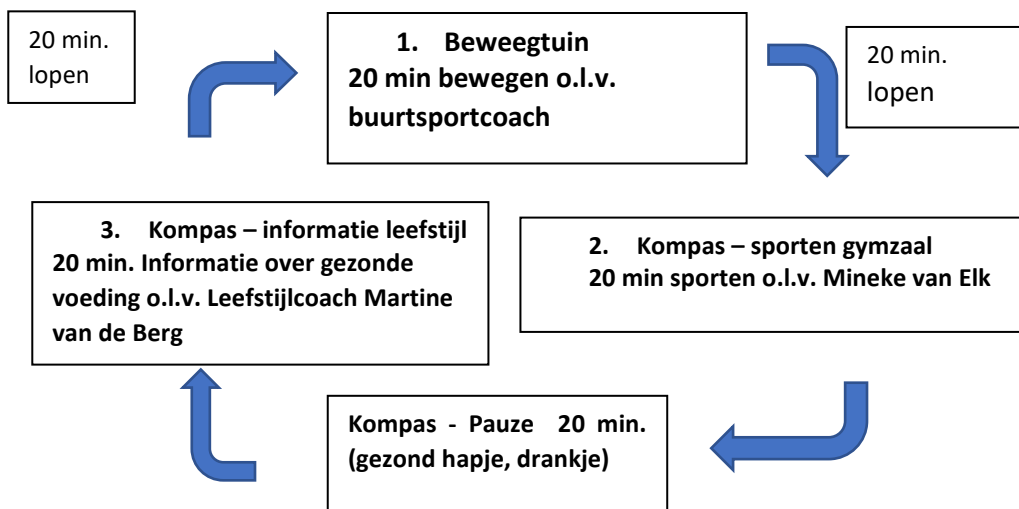 20 min.
lopen
1. Beweegtuin
20 min bewegen o.l.v.
buurtsportcoach
20 min.
lopen
3. Kompas – informatie leefstijl
20 min. Informatie over gezonde
voeding o.l.v. Leefstijlcoach Martine
van de Berg
2. Kompas – sporten gymzaal
20 min sporten o.l.v. Mineke van Elk
Kompas - Pauze 20 min.
(gezond hapje, drankje)